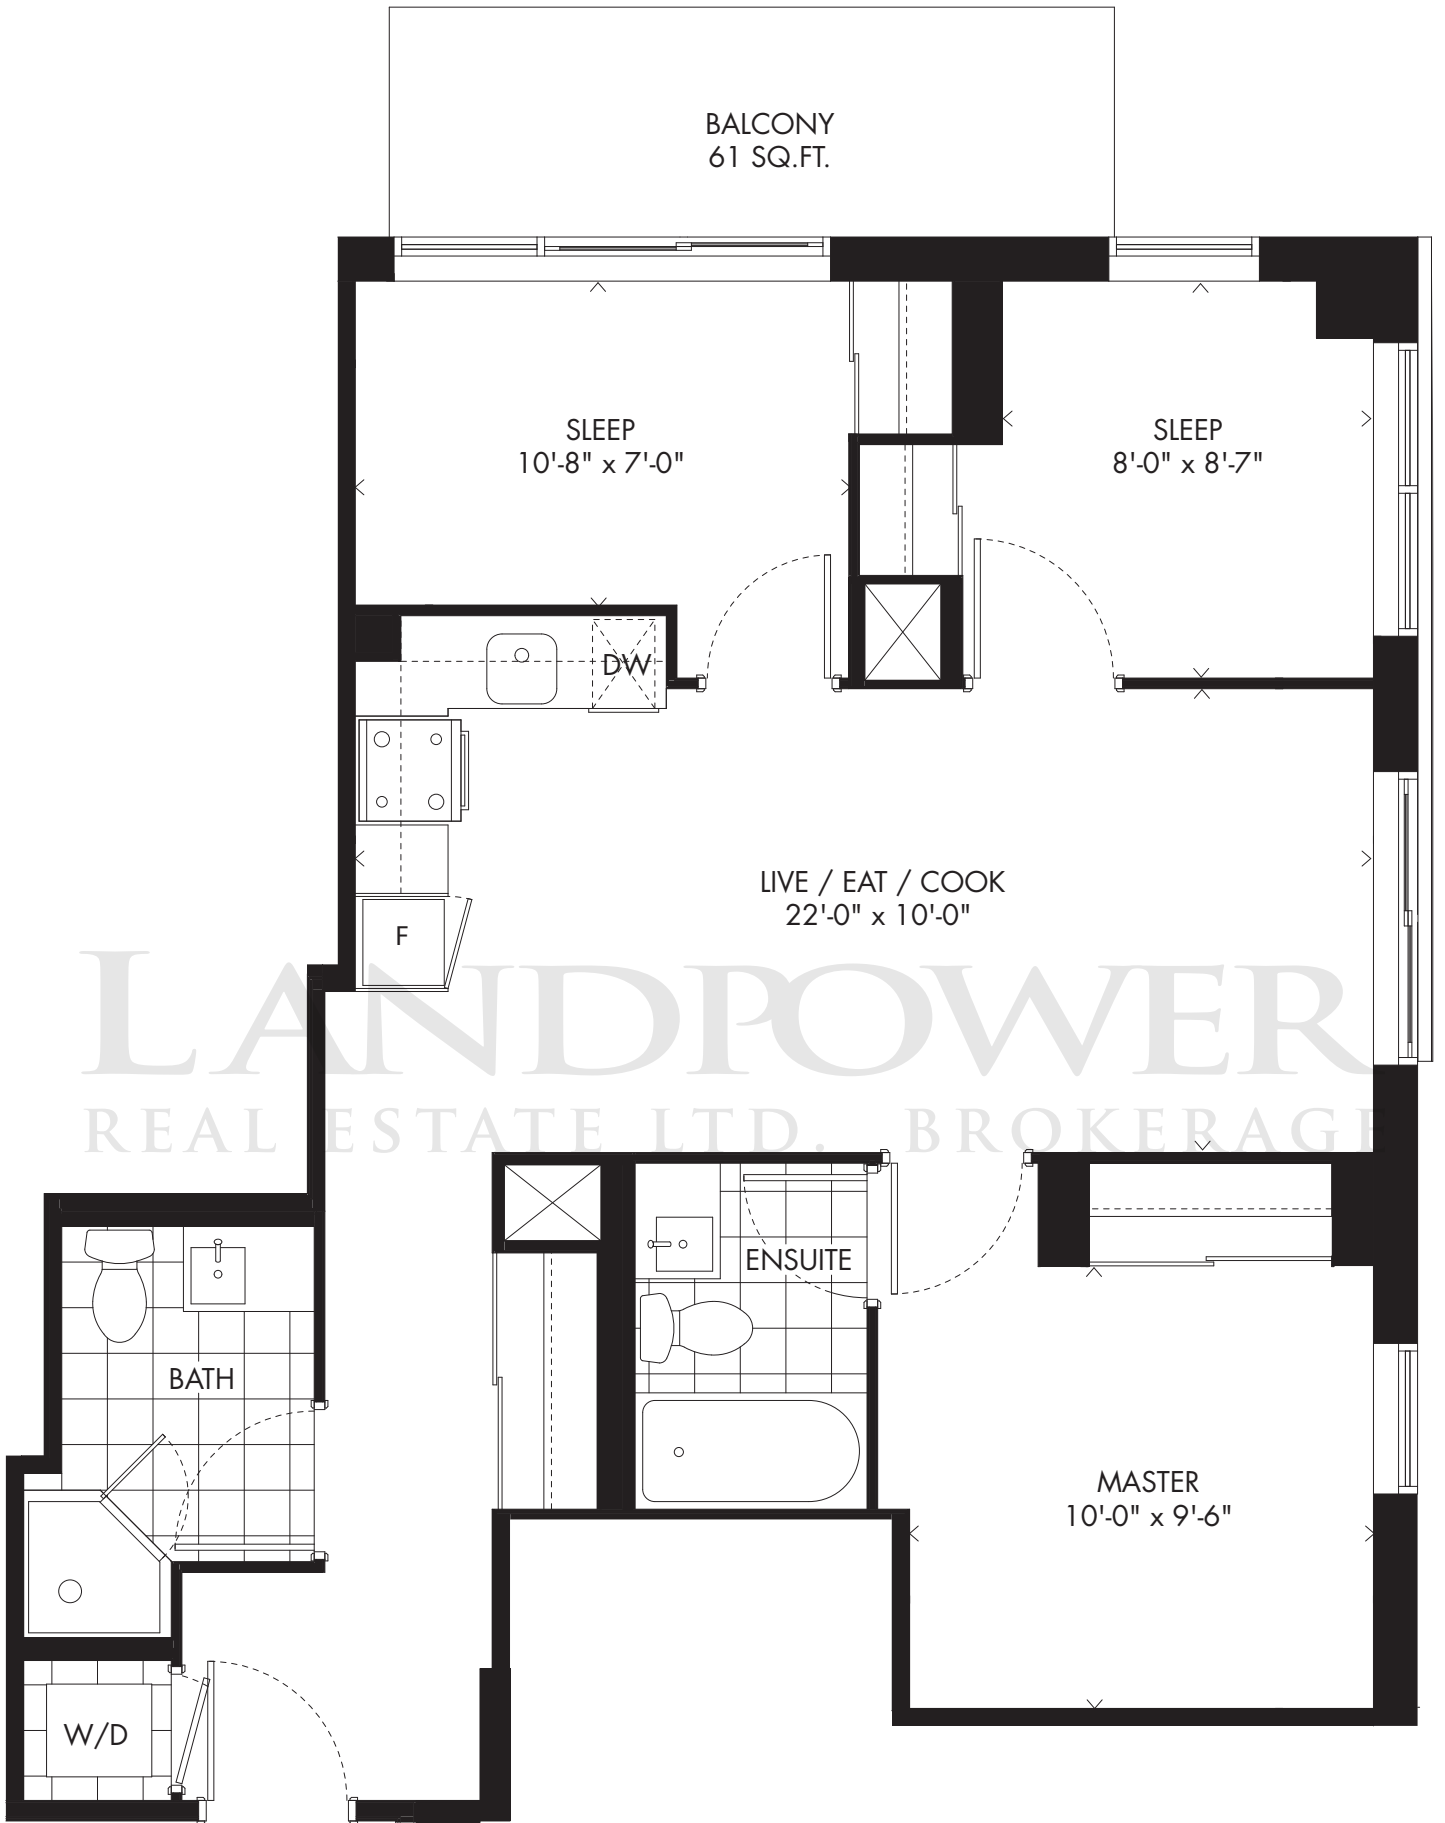 BALCONY
61 SQ.FT.
SLEEP
10'-8" x 7'-0"
SLEEP
8'-0" x 8'-7"
DW
LIVE / EAT / COOK
22'-0" x 10'-0"
F
LANDPOWER
REAL ESTATE LTD. BROKERAGE
ENSUITE
BATH
MASTER
10'-0" x 9'-6"
W/D